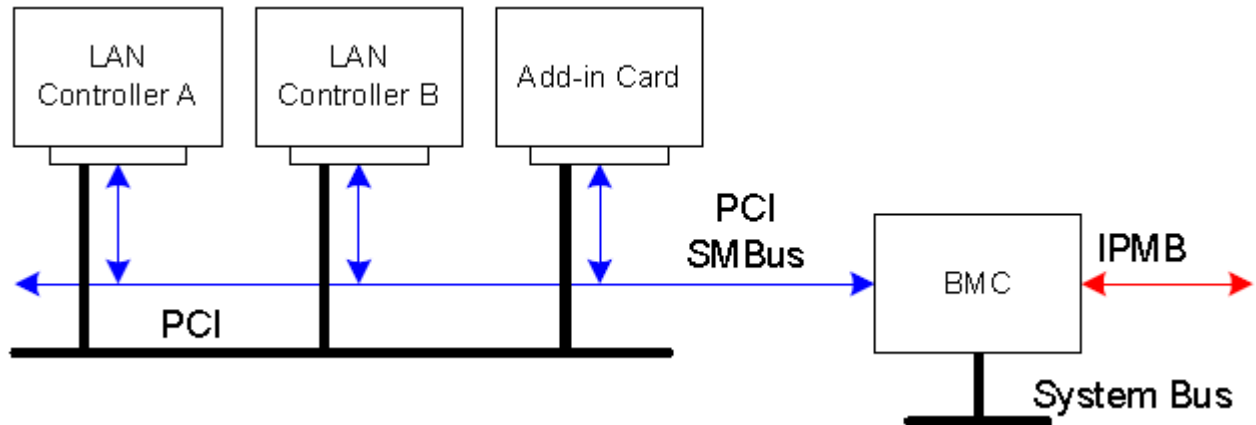 LAN
Controller A
LAN
Controller B
Add-in Card
PCI
SMBus
IPMB
BMC
PCI
System Bus